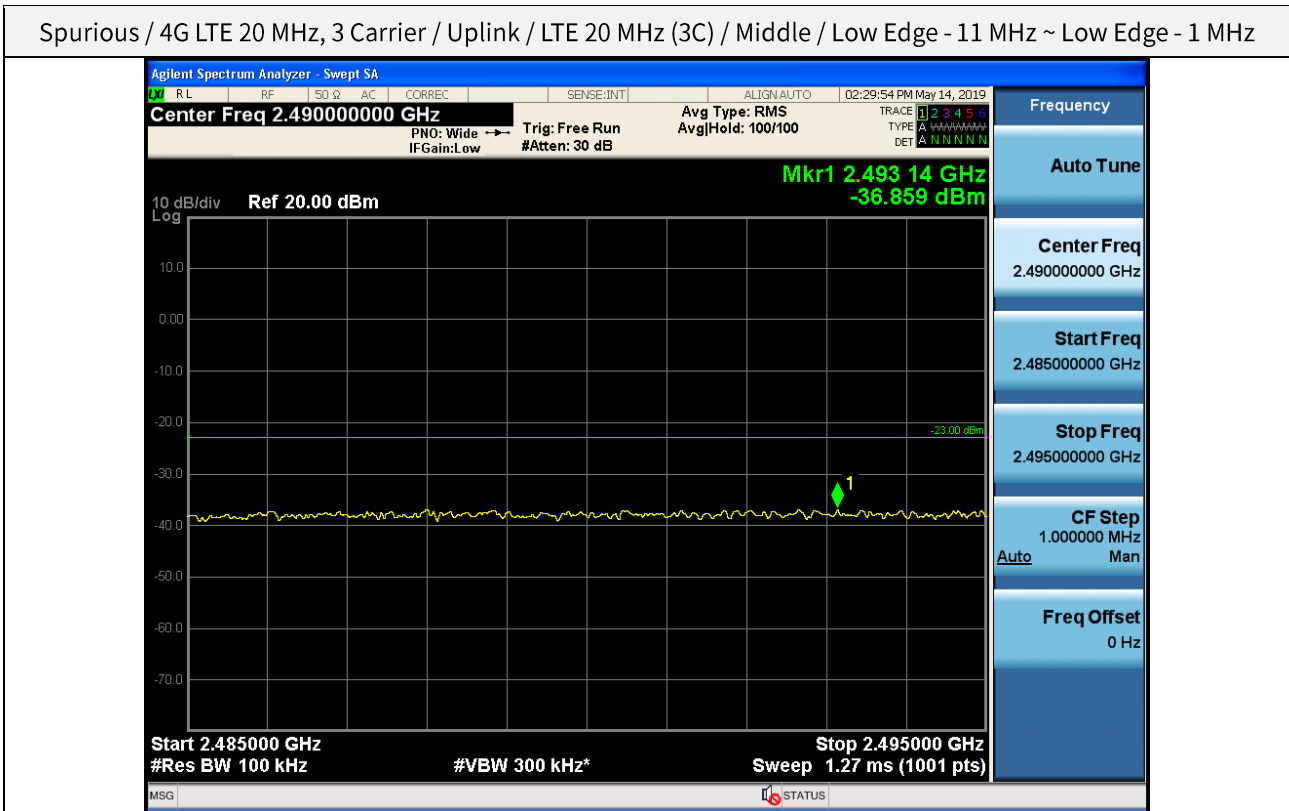 Spurious / 4G LTE 20 MHz, 3 Carrier / Uplink / LTE 20 MHz (3C) / Middle / Low Edge - 11 MHz ~ Low Edge - 1 MHz
Agilent Spectrum Analyzer - Swept SA
LXI RL RF 50 Ω AC CORREC SENSE:INT ALIGN AUTO 02:29:54 PM May 14, 2019
Center Freq 2.490000000 GHz
PNO: Wide
IFGain:Low
Trig: Free Run
#Atten: 30 dB
Avg Type: RMS
Avg|Hold: 100/100
TRACE 1 2 3 4 5 6
TYPE A WWWWW
DET A N N N N N
Mkr1 2.493 14 GHz
-36.859 dBm
10 dB/div Ref 20.00 dBm
Log
10.0
0.00
-10.0
-20.0
-23.00 dBm
-30.0
1
-40.0
-50.0
-60.0
-70.0
Start 2.485000 GHz Stop 2.495000 GHz
#Res BW 100 kHz #VBW 300 kHz* Sweep 1.27 ms (1001 pts)
MSG STATUS
Frequency
Auto Tune
Center Freq
2.490000000 GHz
Start Freq
2.485000000 GHz
Stop Freq
2.495000000 GHz
CF Step
1.000000 MHz
Auto Man
Freq Offset
0 Hz